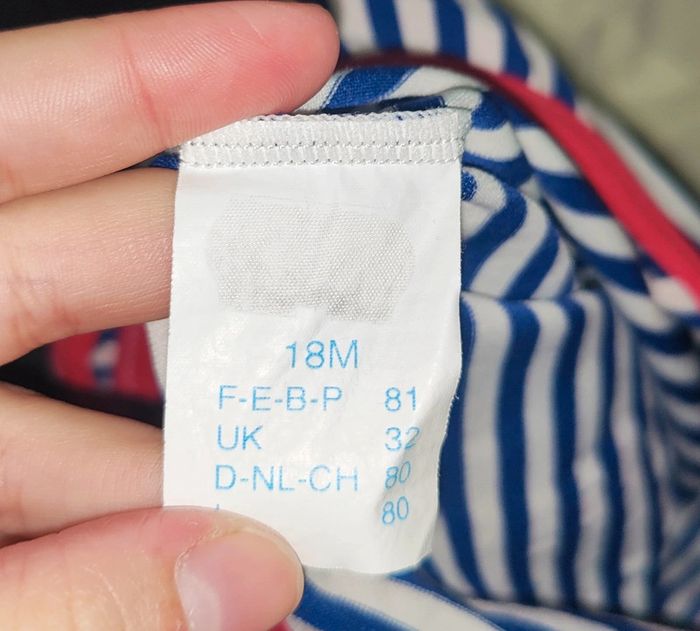 18M
F-E-B-P 81
UK 32
D-NL-CH 80
80